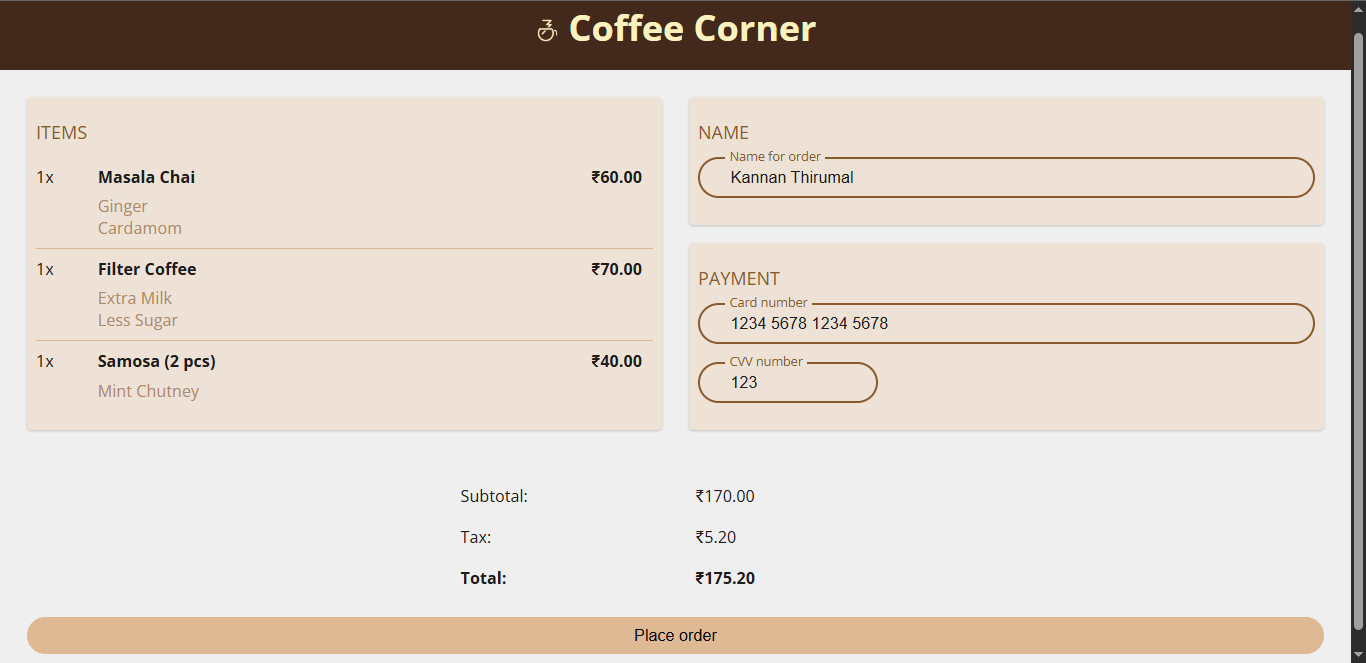 Coffee Corner
ITEMS
1x Masala Chai ₹60.00
Ginger
Cardamom
1x Filter Coffee ₹70.00
Extra Milk
Less Sugar
1x Samosa (2 pcs) ₹40.00
Mint Chutney
NAME
Name for order
Kannan Thirumal
PAYMENT
Card number
1234 5678 1234 5678
CVV number
123
Subtotal: ₹170.00
Tax: ₹5.20
Total: ₹175.20
Place order